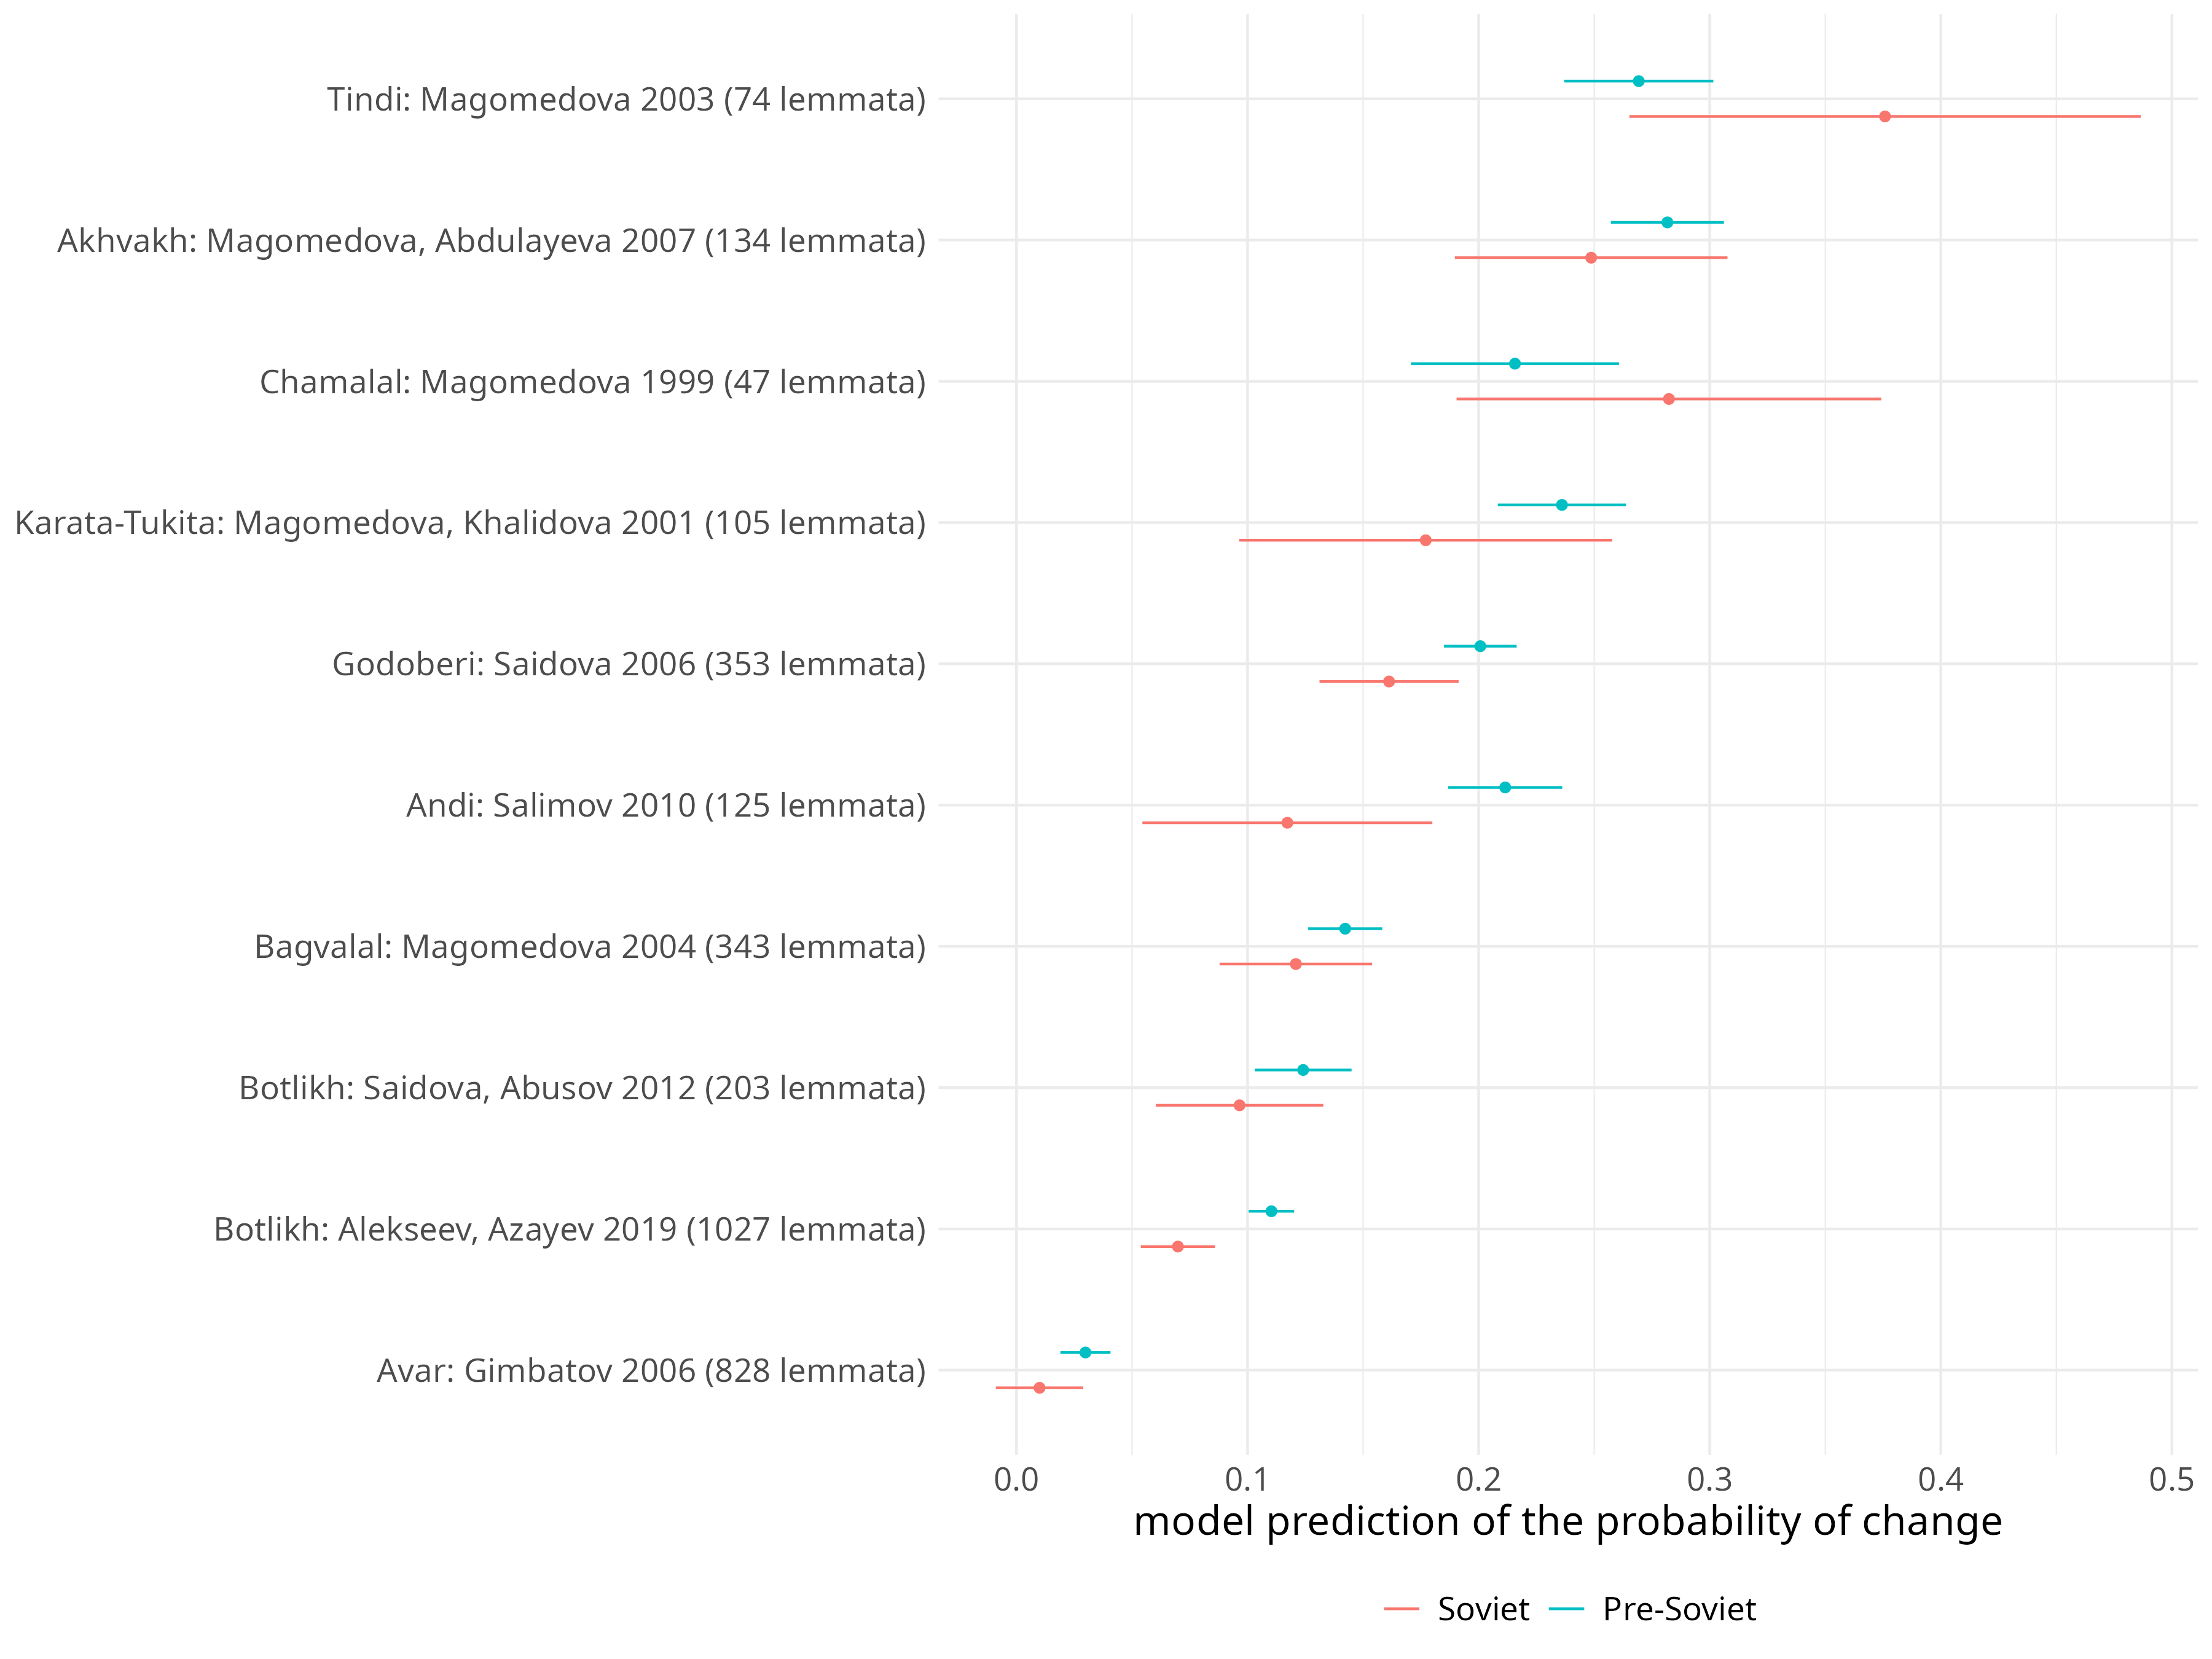 Tindi: Magomedova 2003 (74 lemmata)
Akhvakh: Magomedova, Abdulayeva 2007 (134 lemmata)
Chamalal: Magomedova 1999 (47 lemmata)
Karata-Tukita: Magomedova, Khalidova 2001 (105 lemmata)
Godoberi: Saidova 2006 (353 lemmata)
Andi: Salimov 2010 (125 lemmata)
Bagvalal: Magomedova 2004 (343 lemmata)
Botlikh: Saidova, Abusov 2012 (203 lemmata)
Botlikh: Alekseev, Azayev 2019 (1027 lemmata)
Avar: Gimbatov 2006 (828 lemmata)
0.0 0.1 0.2 0.3 0.4 0.5
model prediction of the probability of change
Soviet Pre-Soviet